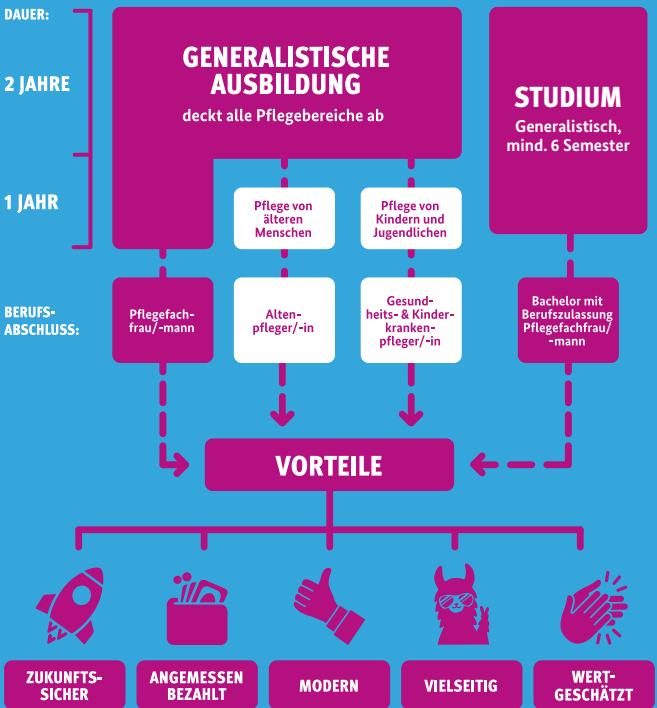 DAUER:
2 JAHRE
GENERALISTISCHE
AUSBILDUNG
deckt alle Pflegebereiche ab
STUDIUM
Generalistisch,
mind. 6 Semester
1 JAHR
Pflege von
älteren
Menschen
Pflege von
Kindern und
Jugendlichen
BERUFS-
ABSCHLUSS:
Pflegefach-
frau/-mann
Alten-
pfleger/-in
Gesund-
heits- & Kinder-
kranken-
pfleger/-in
Bachelor mit
Berufszulassung
Pflegefachfrau/
-mann
VORTEILE
ZUKUNFTS-
SICHER
ANGEMESSEN
BEZAHLT
MODERN
VIELSEITIG
WERT-
GESCHÄTZT